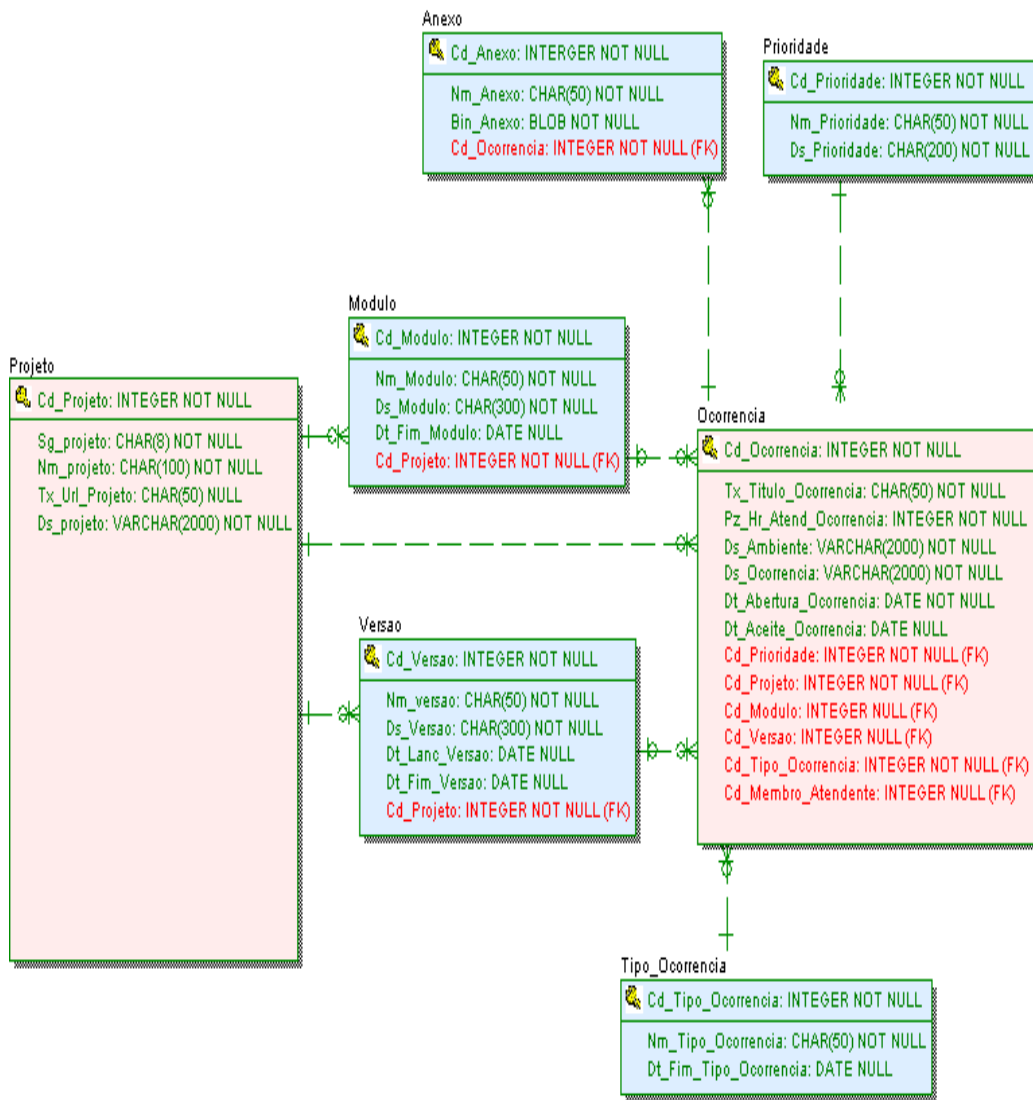 Anexo
Cd_Anexo: INTERGER NOT NULL
Nm_Anexo: CHAR(50) NOT NULL
Bin_Anexo: BLOB NOT NULL
Cd_Ocorrencia: INTEGER NOT NULL (FK)
Prioridade
Cd_Prioridade: INTEGER NOT NULL
Nm_Prioridade: CHAR(50) NOT NULL
Ds_Prioridade: CHAR(200) NOT NULL
Modulo
Cd_Modulo: INTEGER NOT NULL
Nm_Modulo: CHAR(50) NOT NULL
Ds_Modulo: CHAR(300) NOT NULL
Dt_Fim_Modulo: DATE NULL
Cd_Projeto: INTEGER NOT NULL (FK)
Projeto
Cd_Projeto: INTEGER NOT NULL
Sg_projeto: CHAR(8) NOT NULL
Nm_projeto: CHAR(100) NOT NULL
Tx_Url_Projeto: CHAR(50) NULL
Ds_projeto: VARCHAR(2000) NOT NULL
Ocorrencia
Cd_Ocorrencia: INTEGER NOT NULL
Tx_Titulo_Ocorrencia: CHAR(50) NOT NULL
Pz_Hr_Atend_Ocorrencia: INTEGER NOT NULL
Ds_Ambiente: VARCHAR(2000) NOT NULL
Ds_Ocorrencia: VARCHAR(2000) NOT NULL
Dt_Abertura_Ocorrencia: DATE NOT NULL
Dt_Aceite_Ocorrencia: DATE NULL
Cd_Prioridade: INTEGER NOT NULL (FK)
Cd_Projeto: INTEGER NOT NULL (FK)
Cd_Modulo: INTEGER NULL (FK)
Cd_Versao: INTEGER NULL (FK)
Cd_Tipo_Ocorrencia: INTEGER NOT NULL (FK)
Cd_Membro_Atendente: INTEGER NULL (FK)
Versao
Cd_Versao: INTEGER NOT NULL
Nm_versao: CHAR(50) NOT NULL
Ds_Versao: CHAR(300) NOT NULL
Dt_Lanc_Versao: DATE NULL
Dt_Fim_Versao: DATE NULL
Cd_Projeto: INTEGER NOT NULL (FK)
Tipo_Ocorrencia
Cd_Tipo_Ocorrencia: INTEGER NOT NULL
Nm_Tipo_Ocorrencia: CHAR(50) NOT NULL
Dt_Fim_Tipo_Ocorrencia: DATE NULL